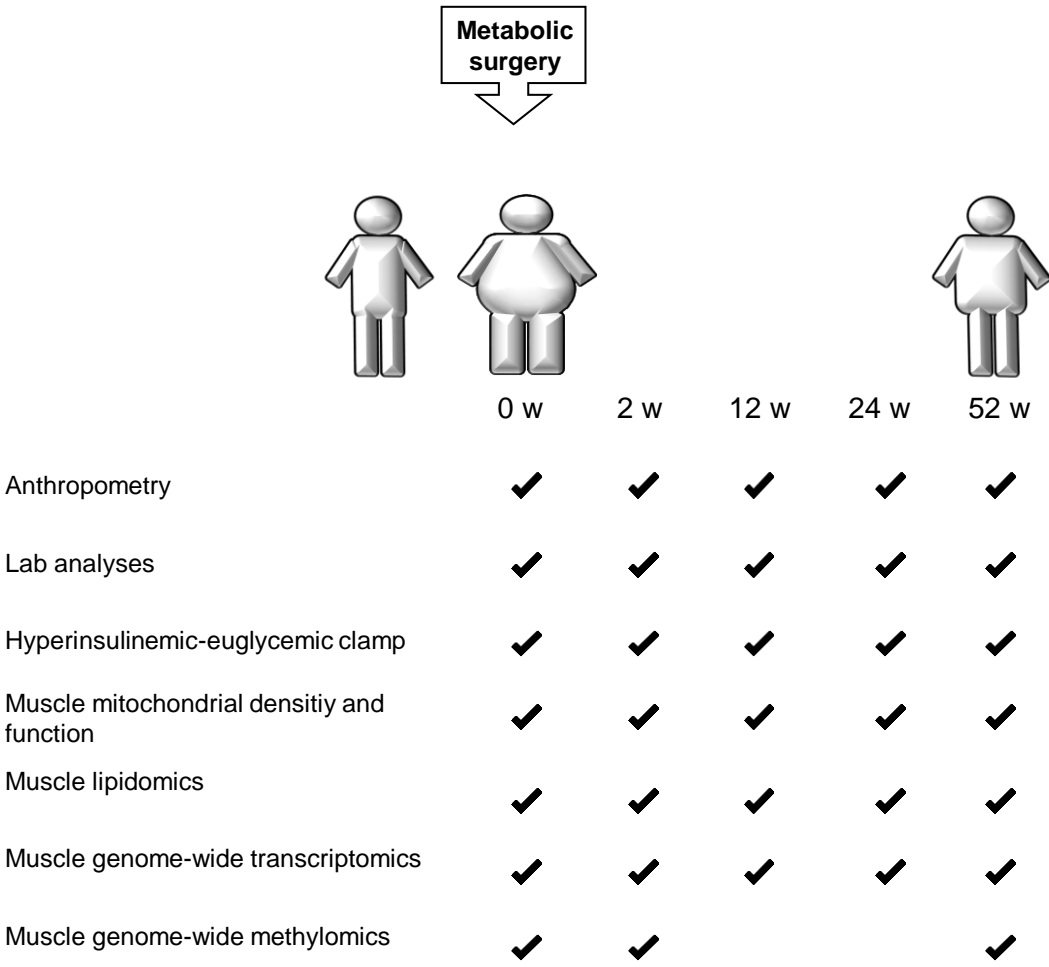 Metabolic
surgery
0 w 2 w 12 w 24 w 52 w
Anthropometry ✔ ✔ ✔ ✔ ✔
Lab analyses ✔ ✔ ✔ ✔ ✔
Hyperinsulinemic-euglycemic clamp ✔ ✔ ✔ ✔ ✔
Muscle mitochondrial densitiy and
function ✔ ✔ ✔ ✔ ✔
Muscle lipidomics ✔ ✔ ✔ ✔ ✔
Muscle genome-wide transcriptomics ✔ ✔ ✔ ✔ ✔
Muscle genome-wide methylomics ✔ ✔ ✔